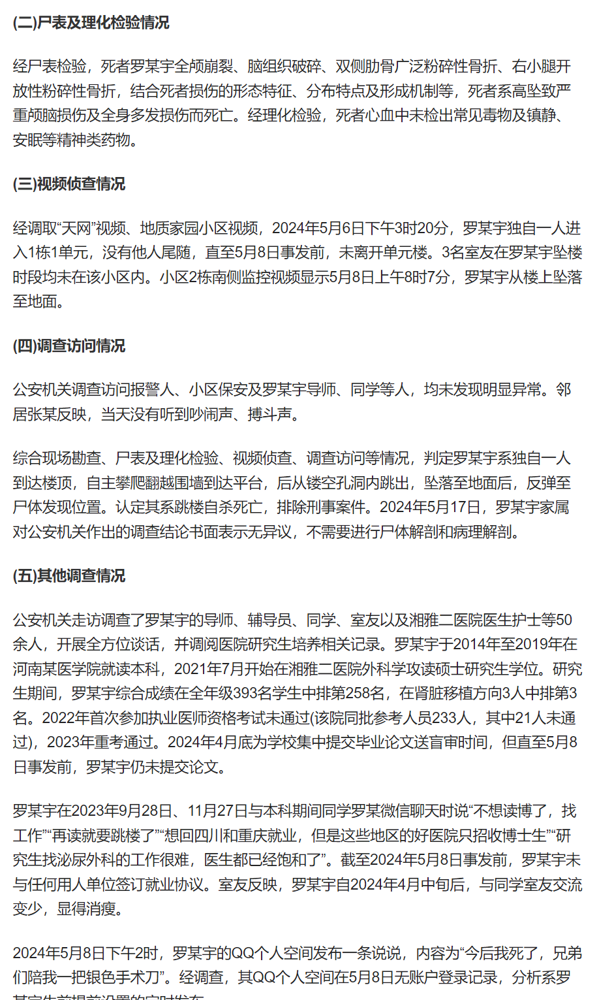 (二)尸表及理化检验情况
经尸表检验，死者罗某宇全颅崩裂、脑组织破碎、双侧肋骨广泛粉碎性骨折、右小腿开
放性粉碎性骨折，结合死者损伤的形态特征、分布特点及形成机制等，死者系高坠致严
重颅脑损伤及全身多发损伤而死亡。经理化检验，死者心血中未检出常见毒物及镇静、
安眠等精神类药物。
(三)视频侦查情况
经调取“天网”视频、地质家园小区视频，2024年5月6日下午3时20分，罗某宇独自一人进
入1栋1单元，没有他人尾随，直至5月8日事发前，未离开单元楼。3名室友在罗某宇坠楼
时段均未在该小区内。小区2栋南侧监控视频显示5月8日上午8时7分，罗某宇从楼上坠落
至地面。
(四)调查访问情况
公安机关调查访问报警人、小区保安及罗某宇导师、同学等人，均未发现明显异常。邻
居张某反映，当天没有听到吵闹声、搏斗声。
综合现场勘查、尸表及理化检验、视频侦查、调查访问等情况，判定罗某宇系独自一人
到达楼顶，自主攀爬翻越围墙到达平台，后从镂空孔洞内跳出，坠落至地面后，反弹至
尸体发现位置。认定其系跳楼自杀死亡，排除刑事案件。2024年5月17日，罗某宇家属
对公安机关作出的调查结论书面表示无异议，不需要进行尸体解剖和病理解剖。
(五)其他调查情况
公安机关走访调查了罗某宇的导师、辅导员、同学、室友以及湘雅二医院医生护士等50
余人，开展全方位谈话，并调阅医院研究生培养相关记录。罗某宇于2014年至2019年在
河南某医学院就读本科，2021年7月开始在湘雅二医院外科学攻读硕士研究生学位。研究
生期间，罗某宇综合成绩在全年级393名学生中排第258名，在肾脏移植方向3人中排第3
名。2022年首次参加执业医师资格考试未通过(该院同批参考人员233人，其中21人未通
过)，2023年重考通过。2024年4月底为学校集中提交毕业论文送盲审时间，但直至5月8
日事发前，罗某宇仍未提交论文。
罗某宇在2023年9月28日、11月27日与本科期间同学罗某微信聊天时说“不想读博了，找
工作”“再读就要跳楼了”“想回四川和重庆就业，但是这些地区的好医院只招收博士生”“研
究生找泌尿外科的工作很难，医生都已经饱和了”。截至2024年5月8日事发前，罗某宇未
与任何用人单位签订就业协议。室友反映，罗某宇自2024年4月中旬后，与同学室友交流
变少，显得消瘦。
2024年5月8日下午2时，罗某宇的QQ个人空间发布一条说说，内容为“今后我死了，兄弟
们陪我一把银色手术刀”。经调查，其QQ个人空间在5月8日无账户登录记录，分析系罗
某宇生前提前设置的定时发布